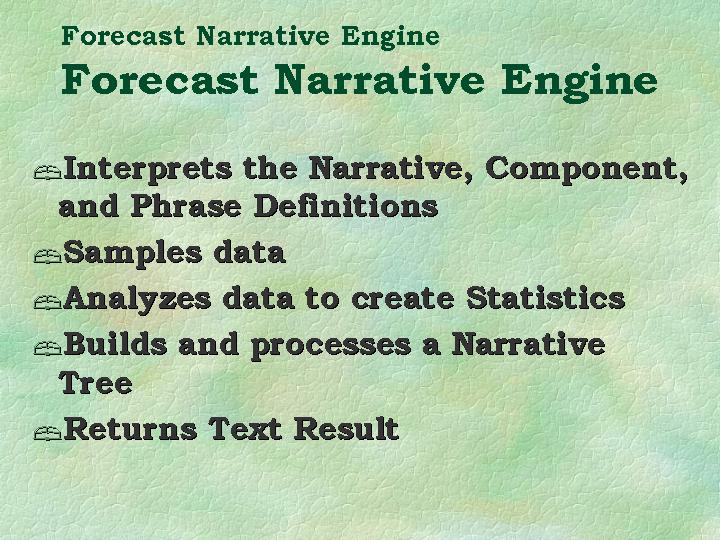 Forecast Narrative Engine
Forecast Narrative Engine
Interprets the Narrative, Component,
and Phrase Definitions
Samples data
Analyzes data to create Statistics
Builds and processes a Narrative
Tree
Returns Text Result